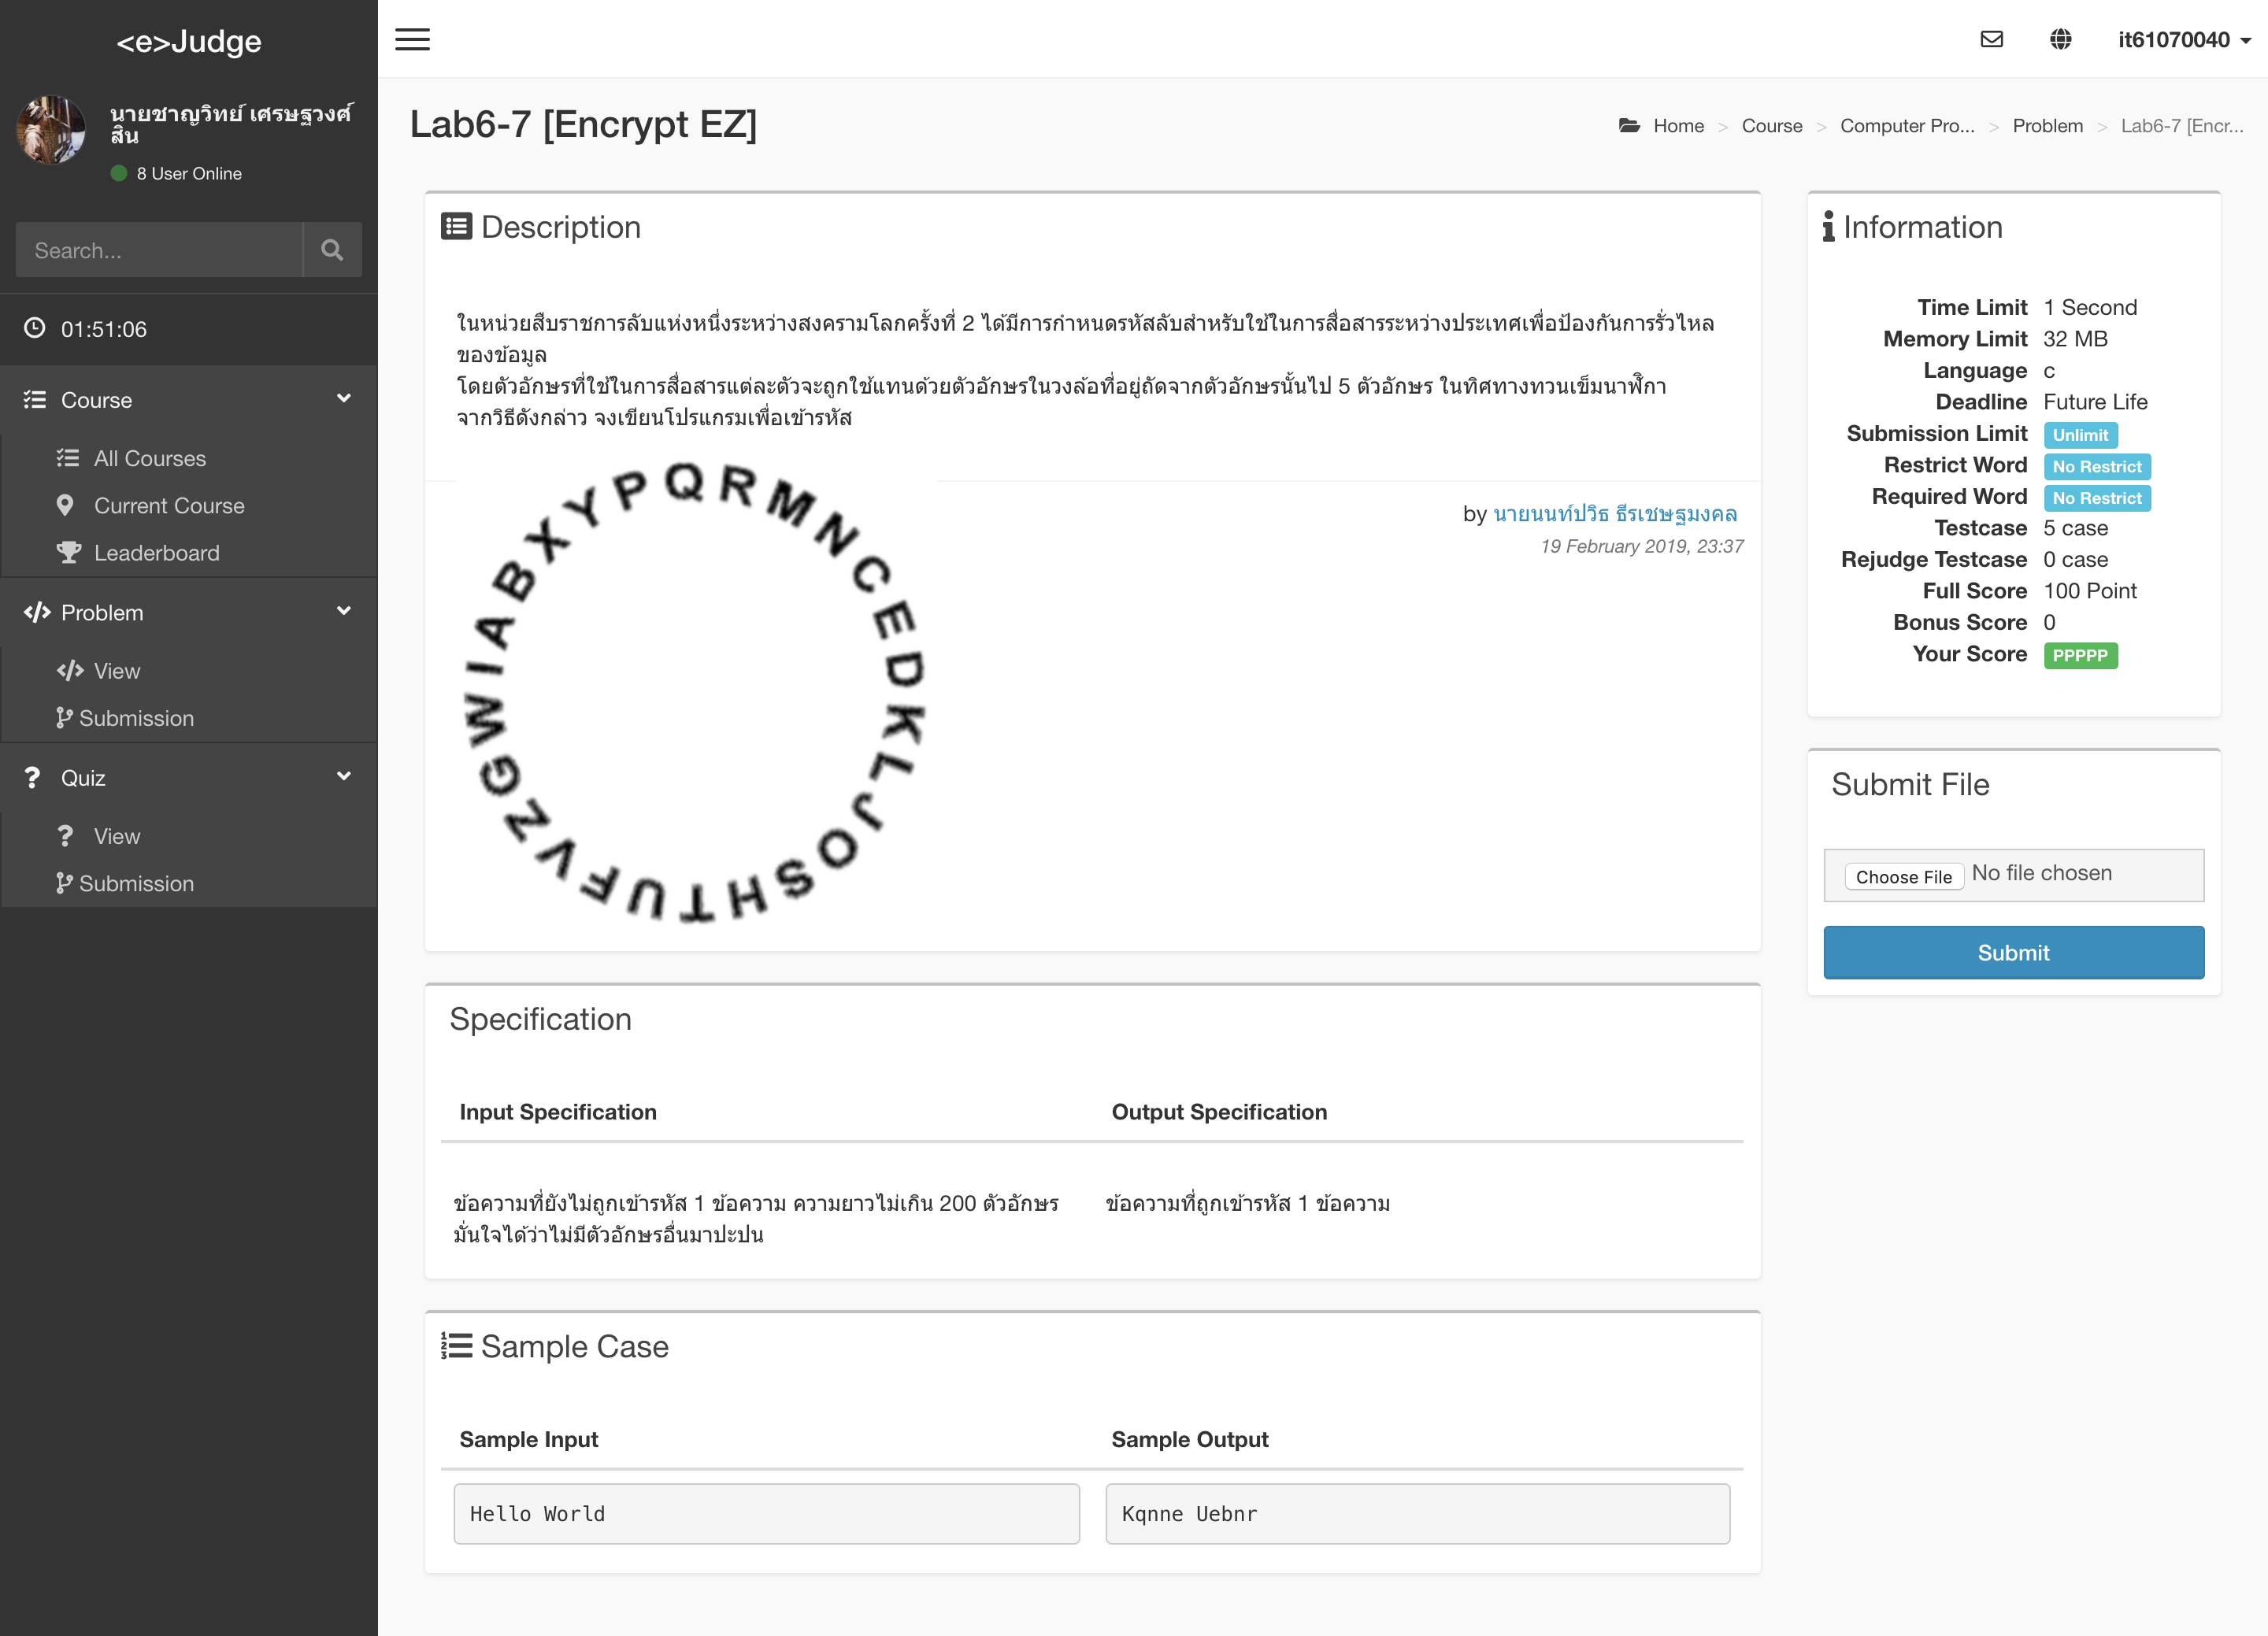 <e>Judge
นายชาญวิทย์ เศรษฐวงศ์
สิน
8 User Online
Search...
01:51:06
Course
All Courses
Current Course
Leaderboard
Problem
View
Submission
Quiz
View
Submission
it61070040
Lab6-7 [Encrypt EZ]
Home > Course > Computer Pro... > Problem > Lab6-7 [Encr...
Description
ในหน่วยสืบราชการลับแห่งหนึ่งระหว่างสงครามโลกครั้งที่ 2 ได้มีการกำหนดรหัสลับสำหรับใช้ในการสื่อสารระหว่างประเทศเพื่อป้องกันการรั่วไหล
ของข้อมูล
โดยตัวอักษรที่ใช้ในการสื่อสารแต่ละตัวจะถูกใช้แทนด้วยตัวอักษรในวงล้อที่อยู่ถัดจากตัวอักษรนั้นไป 5 ตัวอักษร ในทิศทางทวนเข็มนาฬิกา
จากวิธีดังกล่าว จงเขียนโปรแกรมเพื่อเข้ารหัส
PQRMNCEDKLJOSHTUFVZGWIABXY
by นายนนท์ปวิธ ธีรเชษฐมงคล
19 February 2019, 23:37
Specification
Input Specification
Output Specification
ข้อความที่ยังไม่ถูกเข้ารหัส 1 ข้อความ ความยาวไม่เกิน 200 ตัวอักษร
มั่นใจได้ว่าไม่มีตัวอักษรอื่นมาปะปน
ข้อความที่ถูกเข้ารหัส 1 ข้อความ
Sample Case
Sample Input
Sample Output
Hello World
Kqnne Uebnr
Information
Time Limit 1 Second
Memory Limit 32 MB
Language c
Deadline Future Life
Submission Limit Unlimit
Restrict Word No Restrict
Required Word No Restrict
Testcase 5 case
Rejudge Testcase 0 case
Full Score 100 Point
Bonus Score 0
Your Score PPPPP
Submit File
Choose File No file chosen
Submit